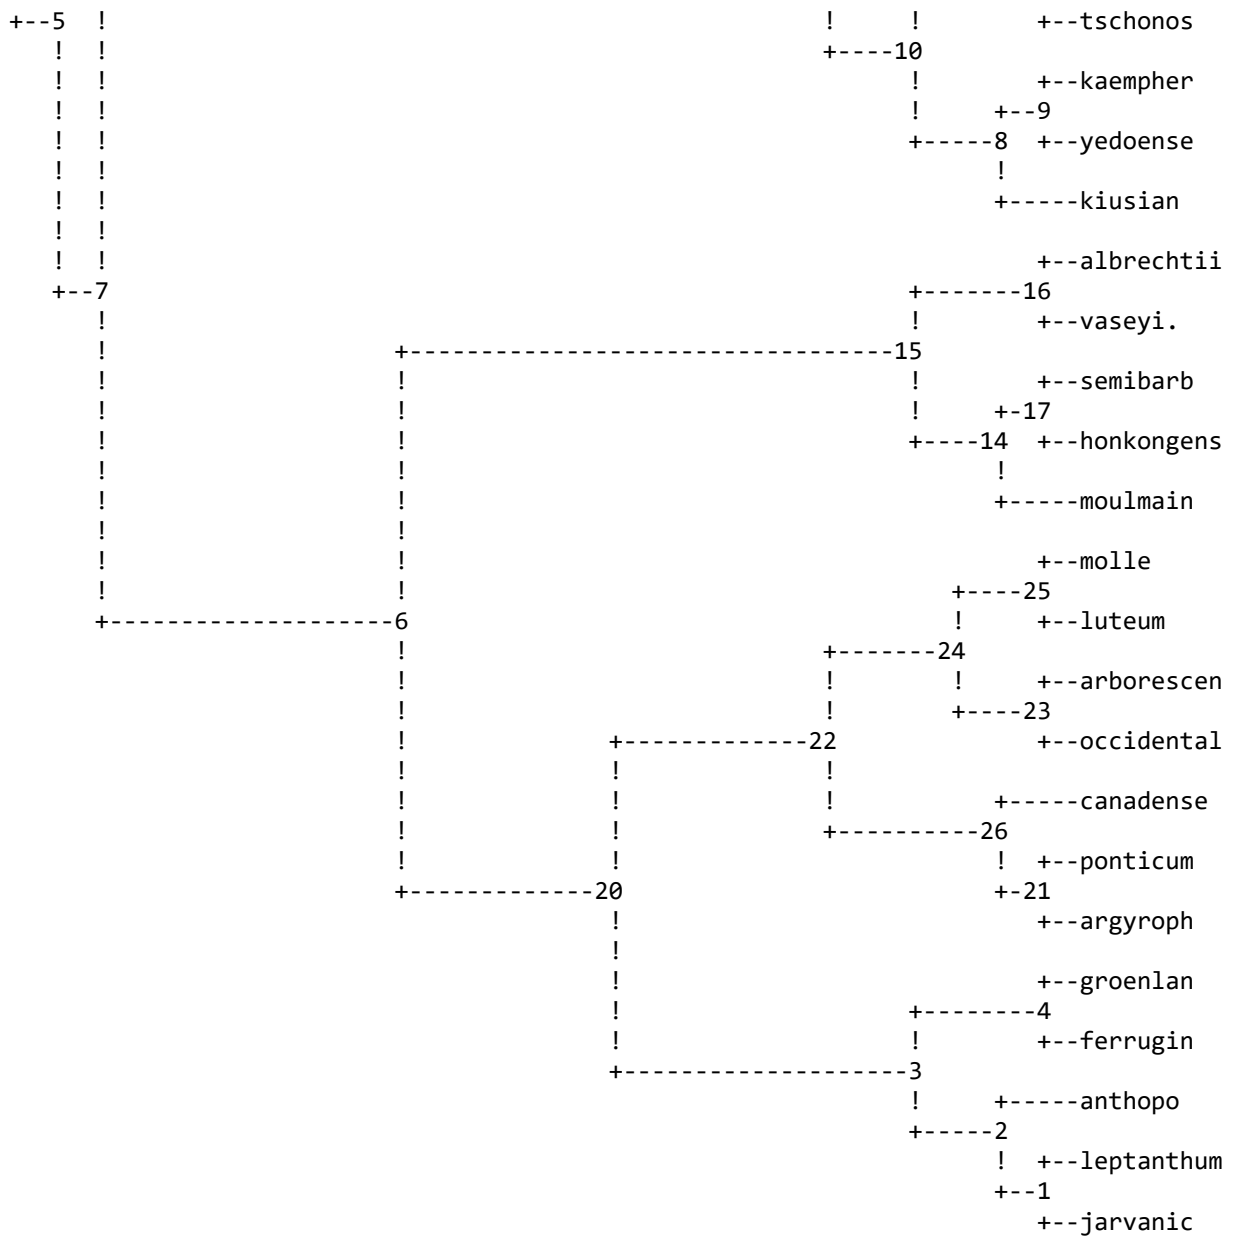 +--5  !                                                  !     !        +--tschonos
   !  !                                                  +----10
   !  !                                                        !        +--kaempher
   !  !                                                        !     +--9
   !  !                                                        +-----8  +--yedoense
   !  !                                                              !
   !  !                                                              +-----kiusian
   !  !
   !  !                                                                 +--albrechtii
   +--7                                                        +-------16
      !                                                        !        +--vaseyi.
      !                    +----------------------------------15
      !                    !                                   !        +--semibarb
      !                    !                                   !     +-17
      !                    !                                   +----14  +--honkongens
      !                    !                                         !
      !                    !                                         +-----moulmain
      !                    !
      !                    !                                            +--molle
      !                    !                                      +----25
      +--------------------6                                      !     +--luteum
                           !                             +-------24
                           !                             !        !     +--arborescen
                           !                             !        +----23
                           !              +-------------22              +--occidental
                           !              !              !
                           !              !              !           +-----canadense
                           !              !              +----------26
                           !              !                          !  +--ponticum
                           +-------------20                          +-21
                                          !                             +--argyroph
                                          !
                                          !                             +--groenlan
                                          !                    +--------4
                                          !                    !        +--ferrugin
                                          +--------------------3
                                                               !     +-----anthopo
                                                               +-----2
                                                                     !  +--leptanthum
                                                                     +--1
                                                                        +--jarvanic